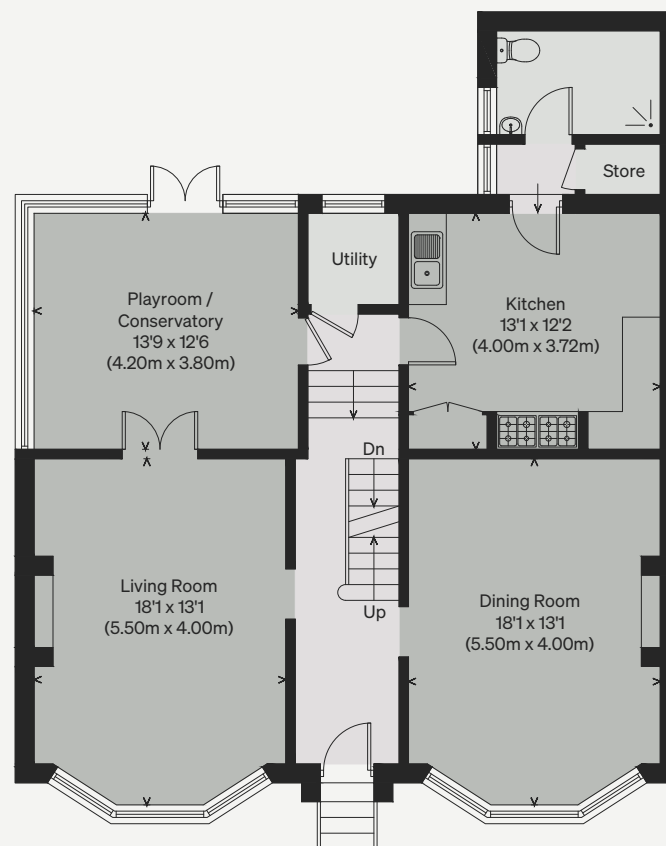 Store
Utility
Playroom /
Conservatory
13'9 x 12'6
(4.20m x 3.80m)
Kitchen
13'1 x 12'2
(4.00m x 3.72m)
Dn
Living Room
18'1 x 13'1
(5.50m x 4.00m)
Up
Dining Room
18'1 x 13'1
(5.50m x 4.00m)